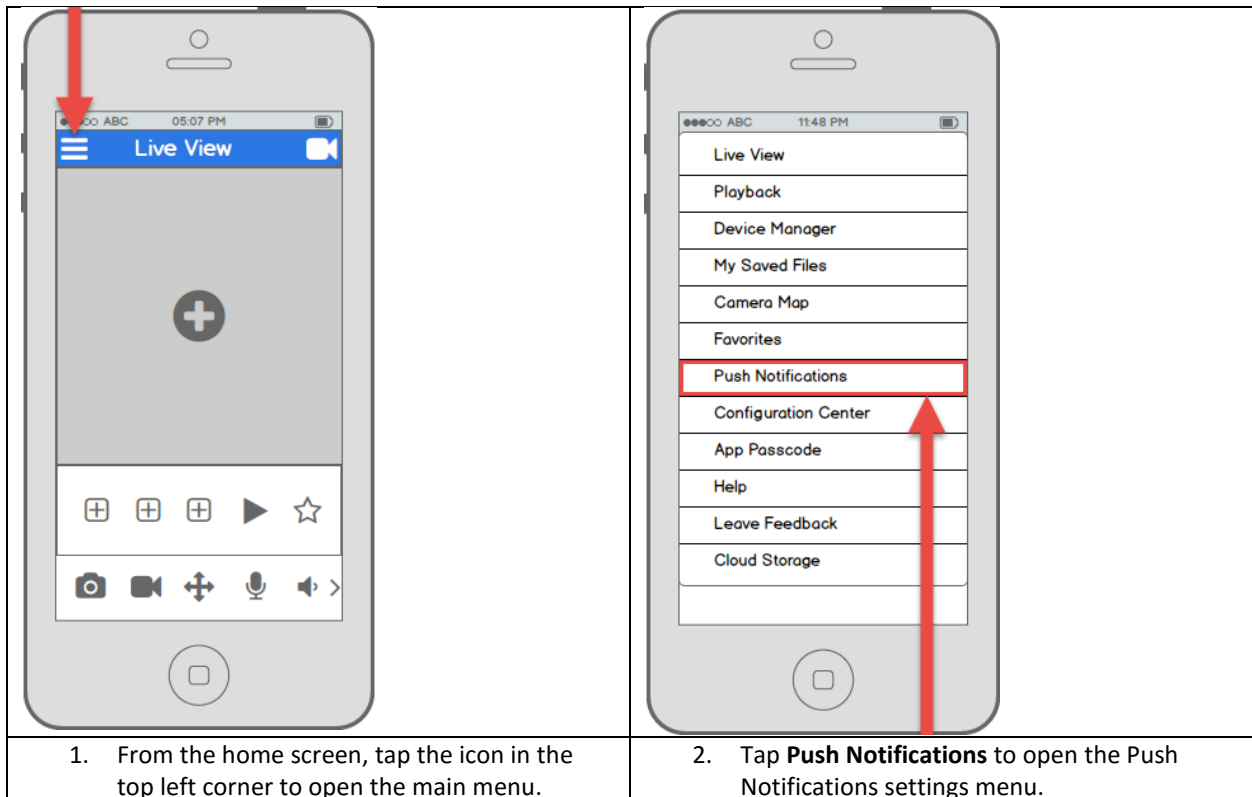 ABC 05:07 PM
Live View
1. From the home screen, tap the icon in the
top left corner to open the main menu.
ABC 11:48 PM
Live View
Playback
Device Manager
My Saved Files
Camera Map
Favorites
Push Notifications
Configuration Center
App Passcode
Help
Leave Feedback
Cloud Storage
2. Tap Push Notifications to open the Push
Notifications settings menu.